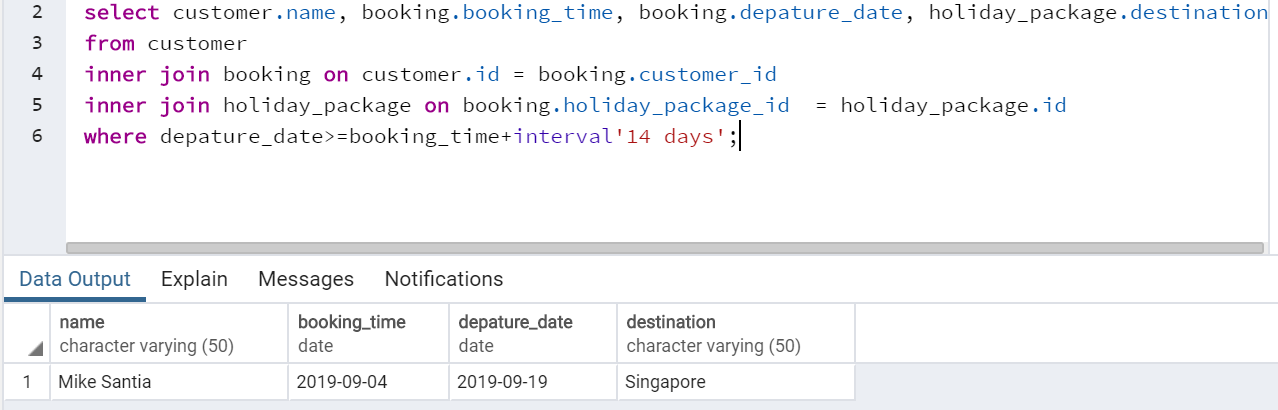 2 select customer.name, booking.booking_time, booking.depature_date, holiday_package.destination
3 from customer
4 inner join booking on customer.id = booking.customer_id
5 inner join holiday_package on booking.holiday_package_id  = holiday_package.id
6 where depature_date>=booking_time+interval'14 days';
Data Output Explain Messages Notifications
name booking_time depature_date destination
character varying (50) date date character varying (50)
1 Mike Santia 2019-09-04 2019-09-19 Singapore